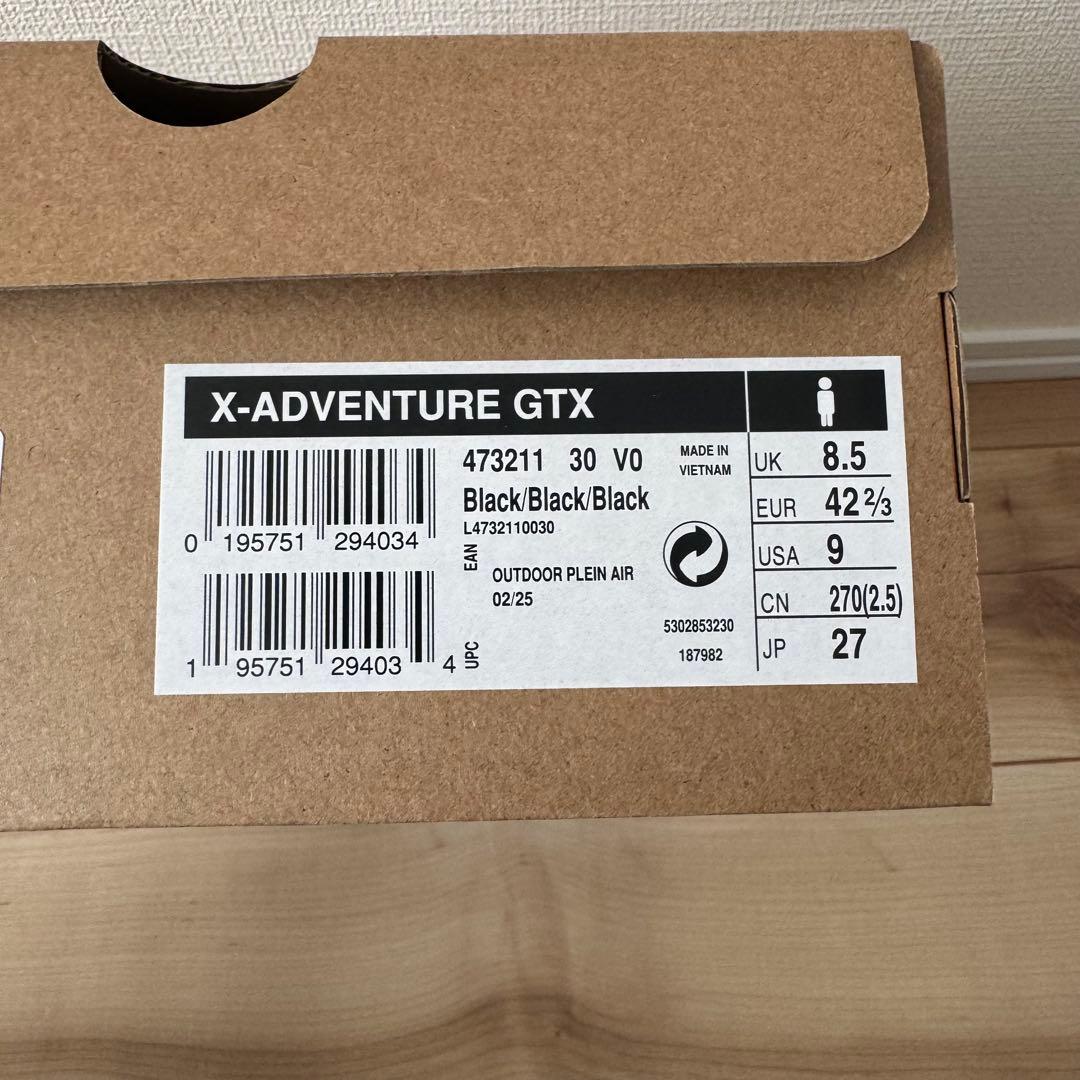 X-ADVENTURE GTX
0 195751 294034
EAN
1 95751 29403 4
UPC
473211 30 V0
Black/Black/Black
L4732110030
OUTDOOR PLEIN AIR
02/25
MADE IN
VIETNAM
5302853230
187982
UK 8.5
EUR 42 2/3
USA 9
CN 270(2.5)
JP 27